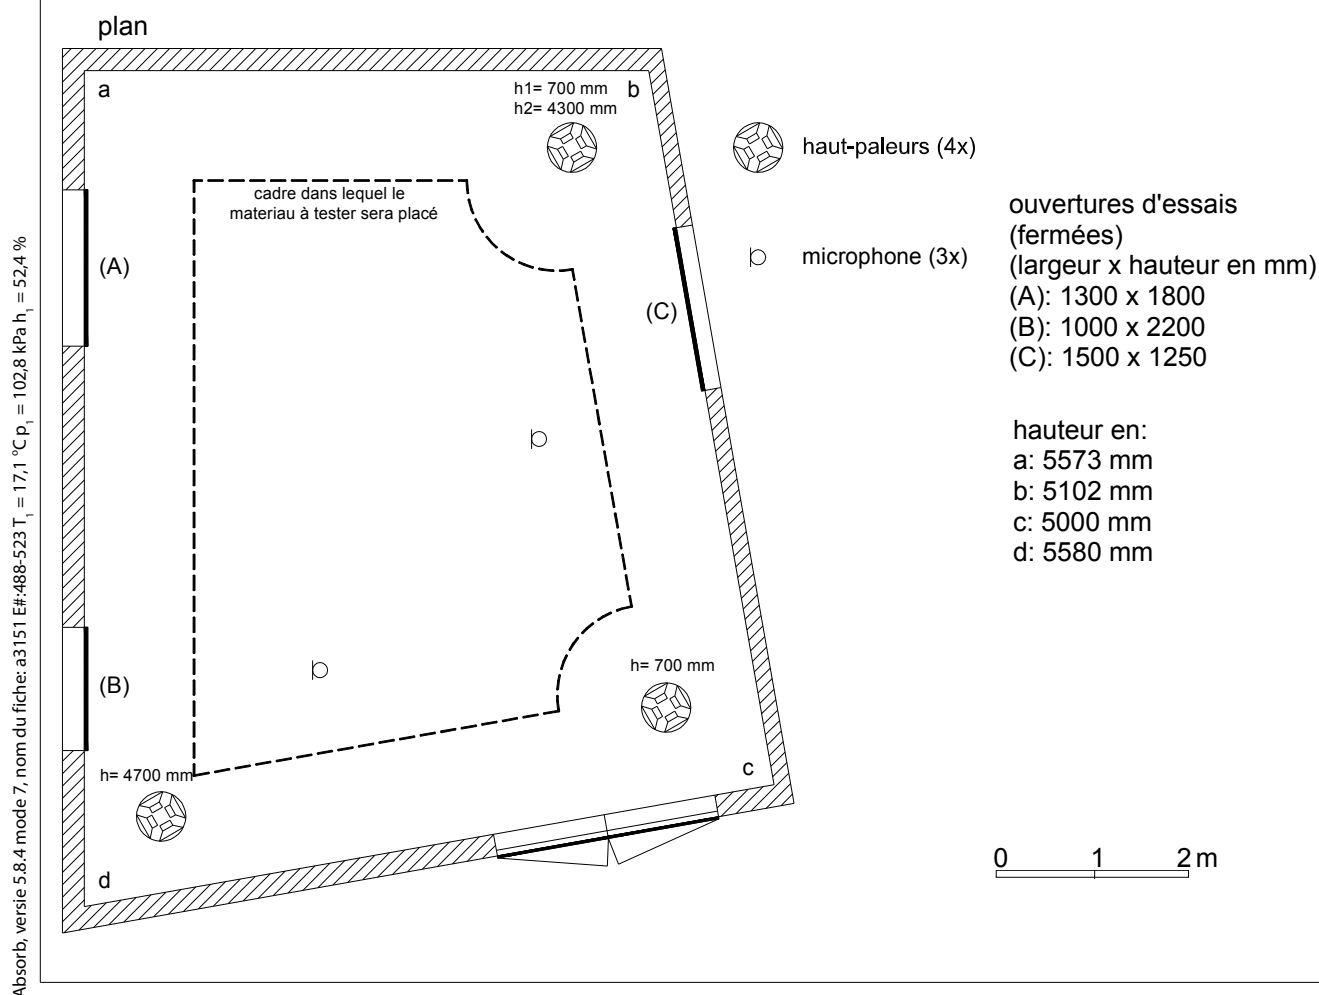 plan
a
h1= 700 mm
h2= 4300 mm
b
haut-paleurs (4x)
cadre dans lequel le
materiau à tester sera placé
ouvertures d'essais
(fermées)
(largeur x hauteur en mm)
(A): 1300 x 1800
(B): 1000 x 2200
(C): 1500 x 1250
microphone (3x)
(A)
(C)
hauteur en:
a: 5573 mm
b: 5102 mm
c: 5000 mm
d: 5580 mm
(B)
h= 700 mm
h= 4700 mm
c
d
0 1 2 m
Absorb, versie 5.8.4 mode 7, nom du fiche: a3151 E#:488-523 T₁ = 17,1 °C p₁ = 102,8 kPa h₁ = 52,4 %